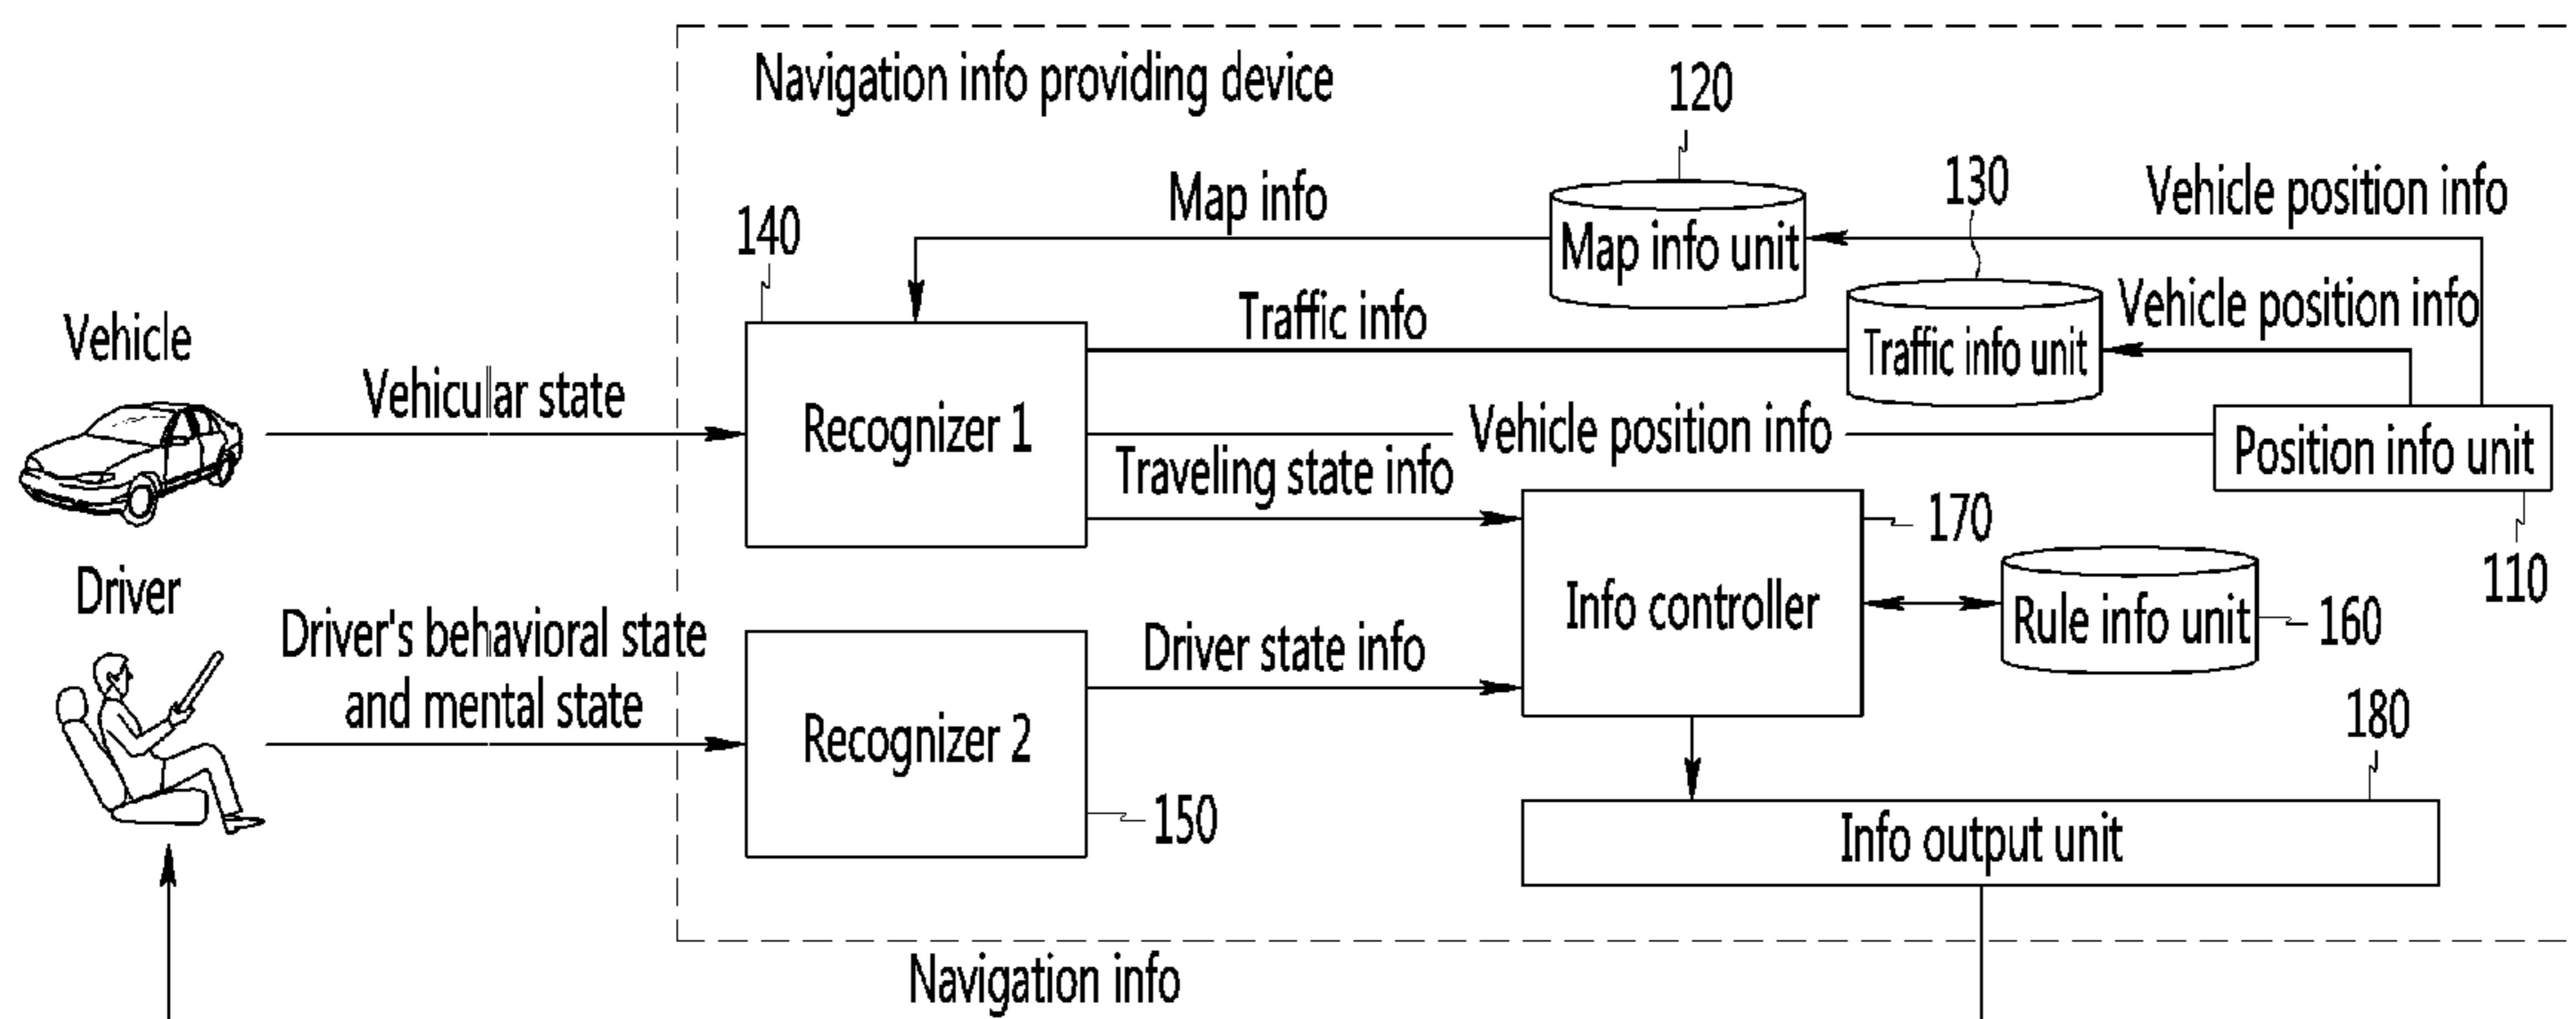 Navigation info providing device
120
Map info
130
Vehicle position info
140
Map info unit
Vehicle
Traffic info
Vehicle position info
Traffic info unit
Vehicular state
Recognizer 1
Vehicle position info
Position info unit
Traveling state info
170
110
Driver
Info controller
Rule info unit
160
Driver's behavioral state
and mental state
Driver state info
Recognizer 2
180
150
Info output unit
Navigation info